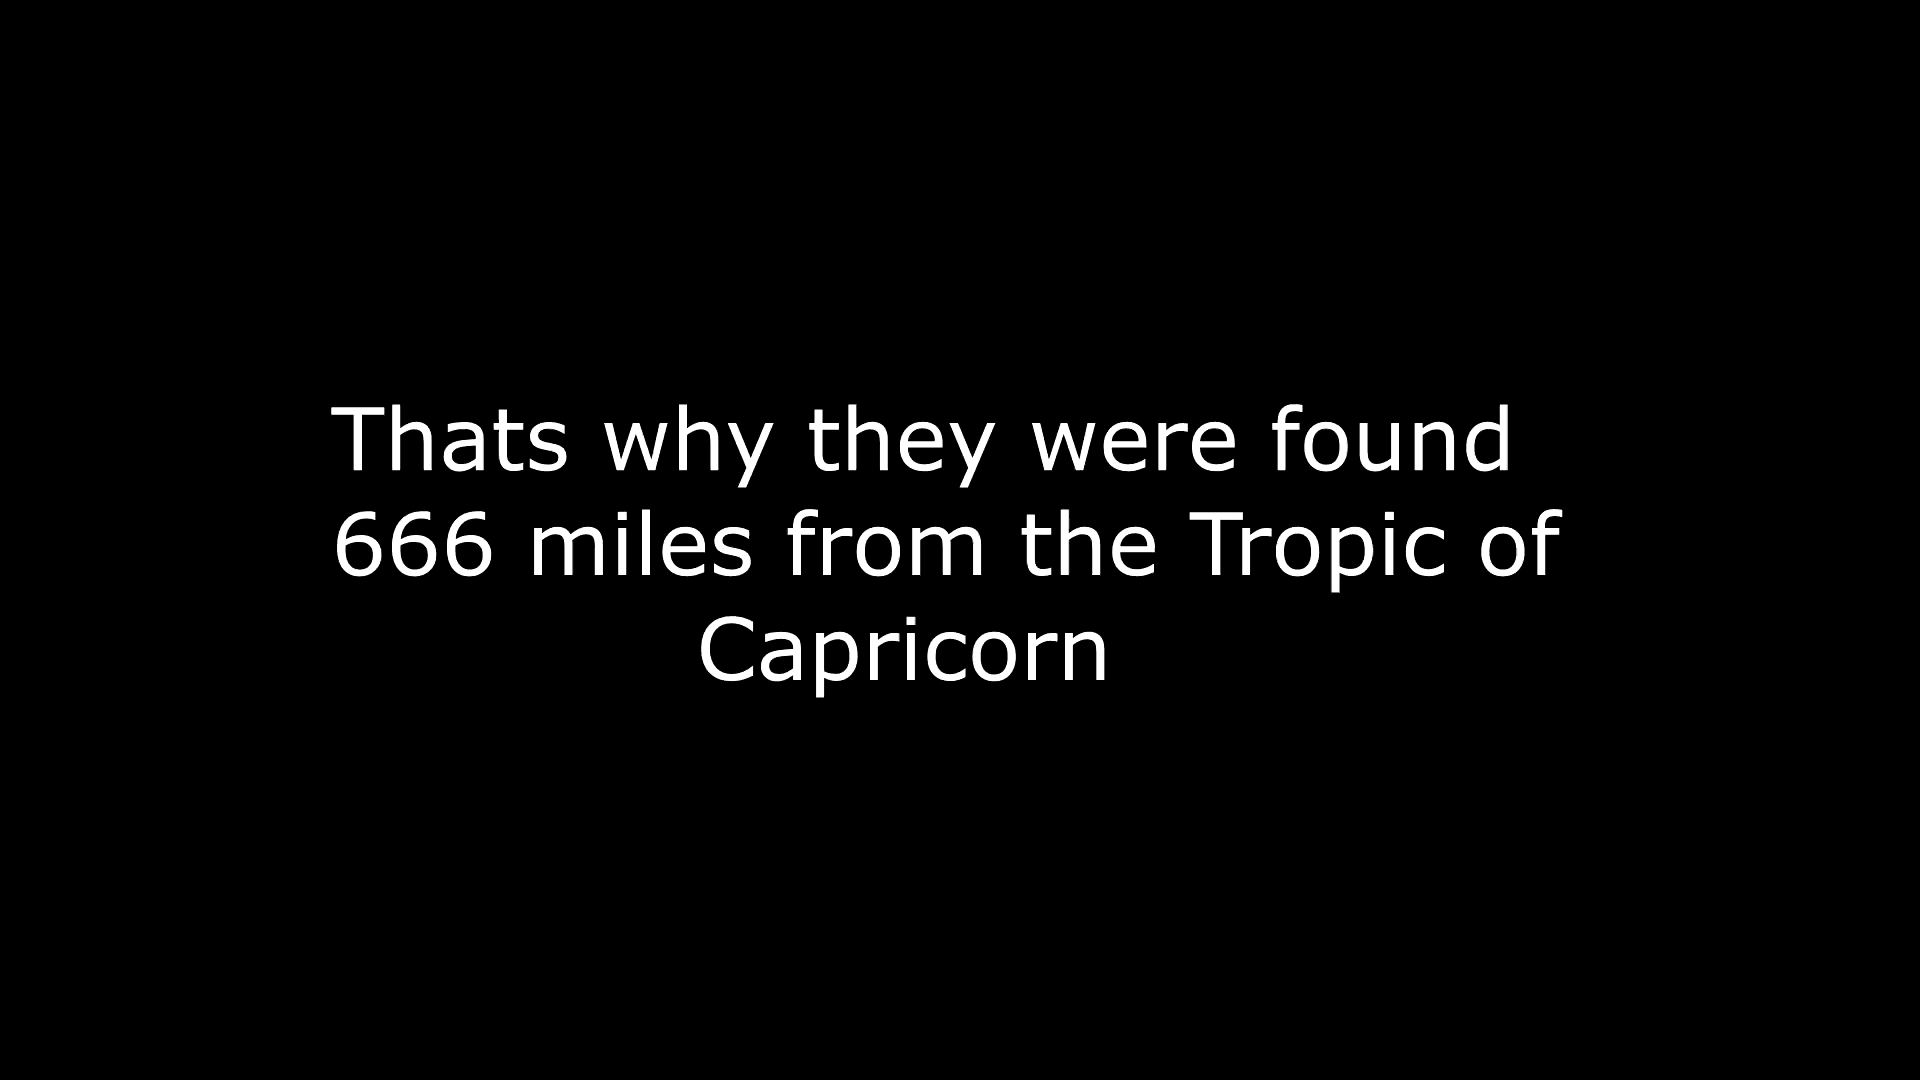 Thats why they were found
666 miles from the Tropic of
Capricorn